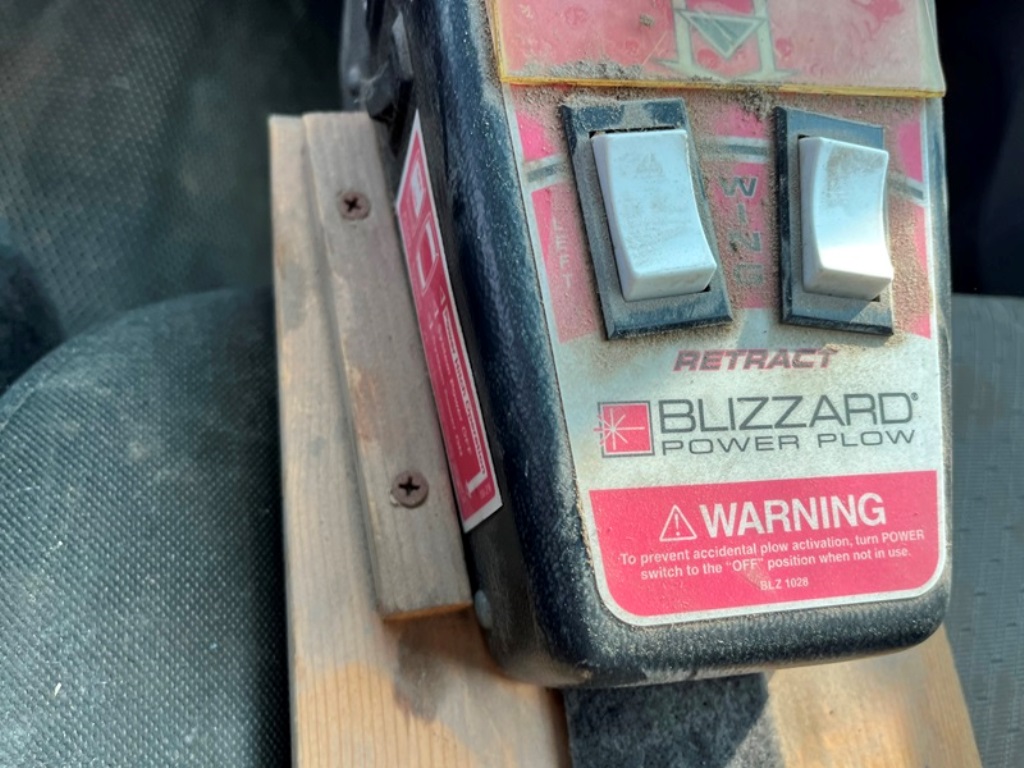 LEFT
WING
RETRACT
BLIZZARD®
POWER PLOW
WARNING
To prevent accidental plow activation, turn POWER
switch to the "OFF" position when not in use.
BLZ 1028